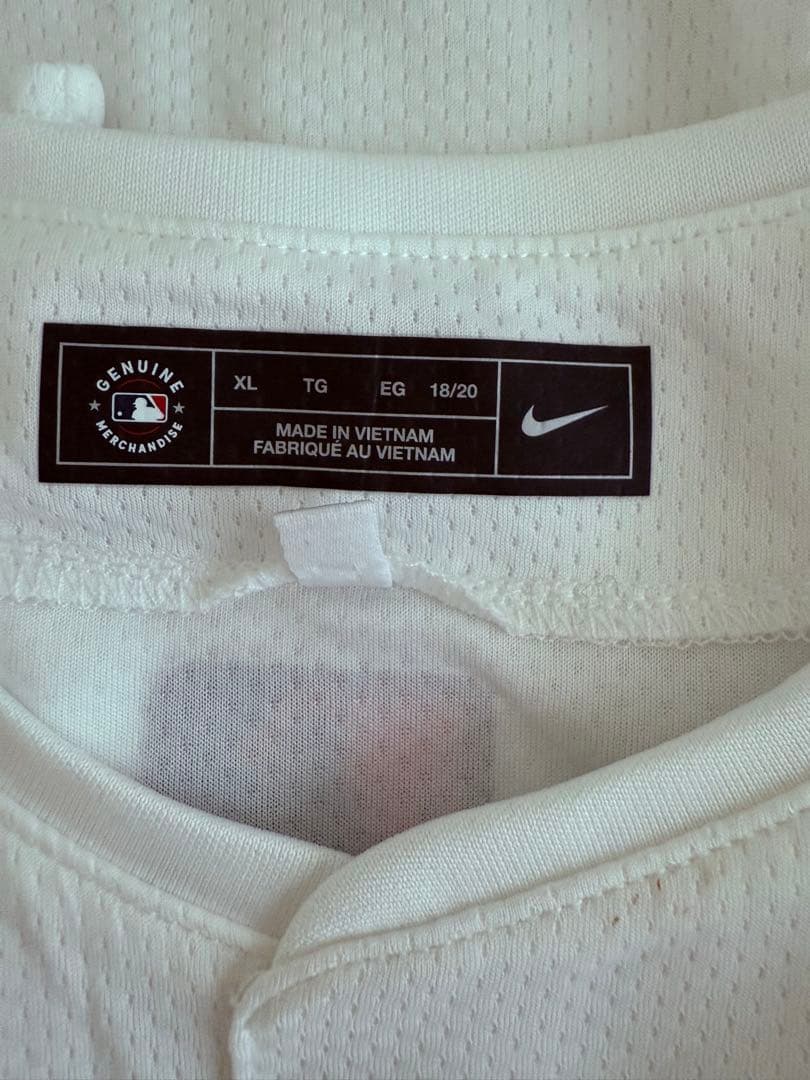 GENUINE
MERCHANDISE
XL TG EG 18/20
MADE IN VIETNAM
FABRIQUÉ AU VIETNAM